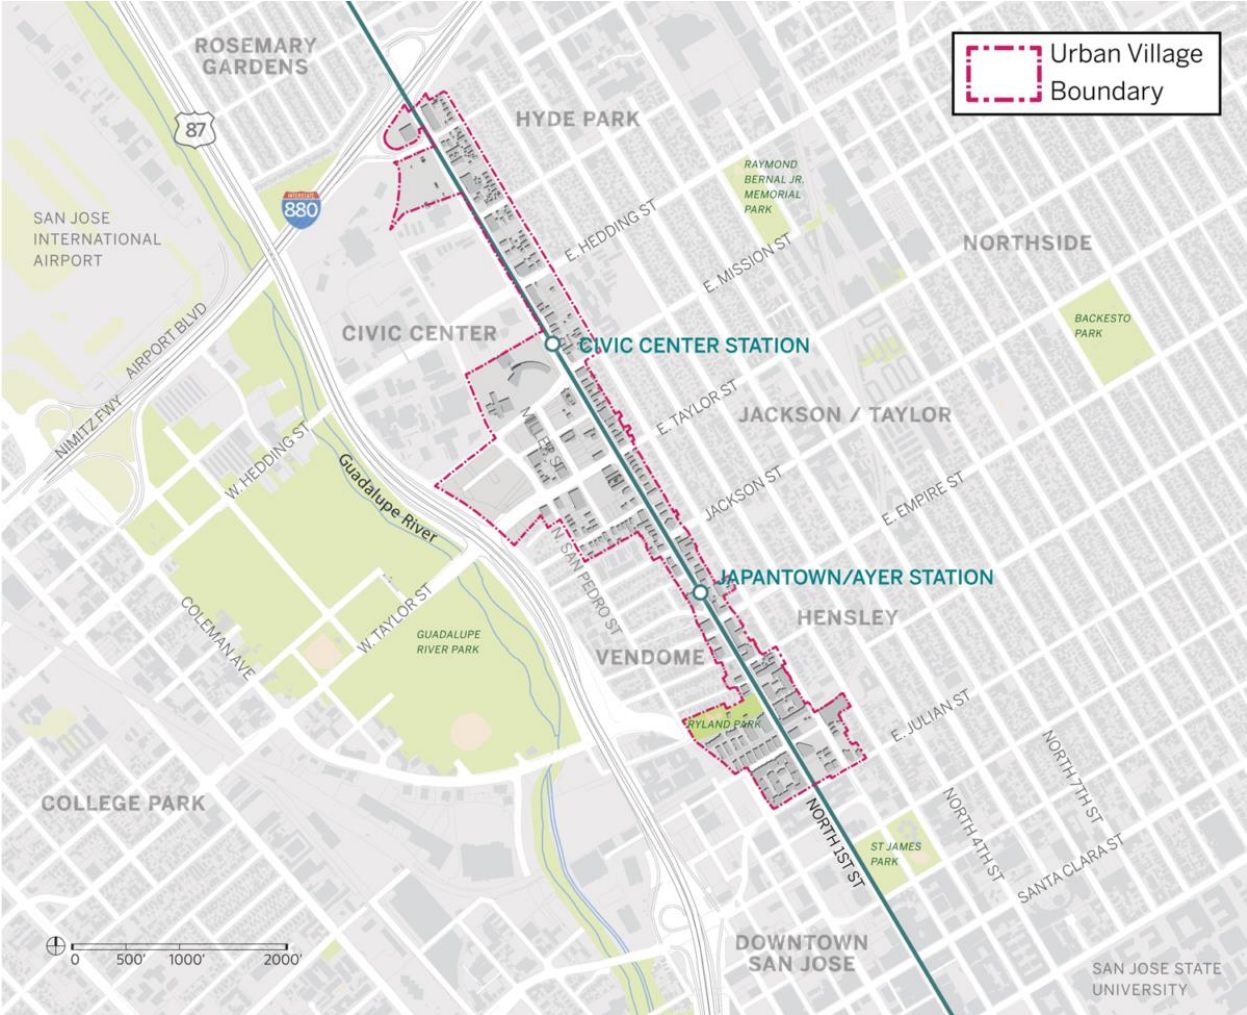 ROSEMARY
GARDENS
Urban Village
Boundary
87
HYDE PARK
RAYMOND
BERNAL JR.
MEMORIAL
PARK
INTERSTATE
880
SAN JOSE
INTERNATIONAL
AIRPORT
E. HEDDING ST
E. MISSION ST
NORTHSIDE
AIRPORT BLVD
CIVIC CENTER
CIVIC CENTER STATION
BACKESTO
PARK
NIMITZ FWY
W. HEDDING ST
Guadalupe River
MILLER ST
E. TAYLOR ST
JACKSON / TAYLOR
JACKSON ST
E. EMPIRE ST
N. SAN PEDRO ST
JAPANTOWN/AYER STATION
HENSLEY
COLEMAN AVE
W. TAYLOR ST
GUADALUPE
RIVER PARK
VENDOME
RYLAND PARK
E. JULIAN ST
COLLEGE PARK
NORTH 1ST ST
NORTH 7TH ST
NORTH 4TH ST
ST JAMES
PARK
SANTA CLARA ST
0 500' 1000' 2000'
DOWNTOWN
SAN JOSE
SAN JOSE STATE
UNIVERSITY